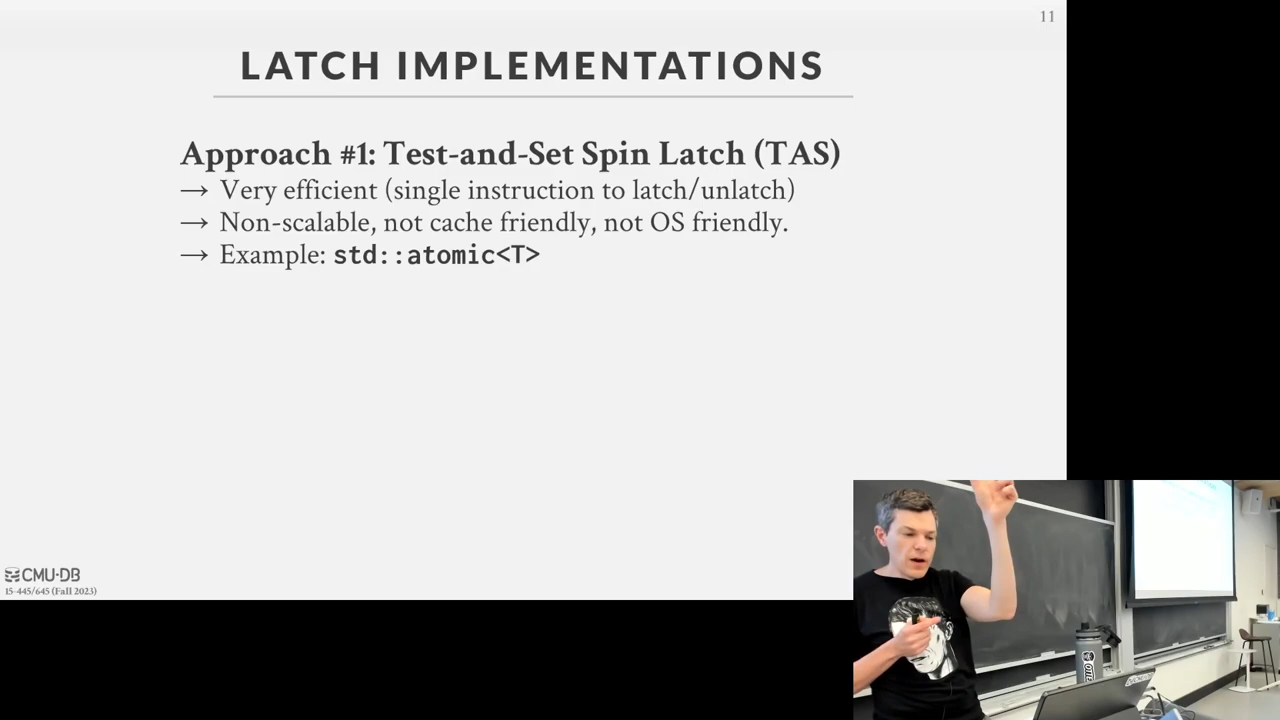 11
LATCH IMPLEMENTATIONS
Approach #1: Test-and-Set Spin Latch (TAS)
→ Very efficient (single instruction to latch/unlatch)
→ Non-scalable, not cache friendly, not OS friendly.
→ Example: std::atomic<T>
CMU·DB
15-445/645 (Fall 2023)